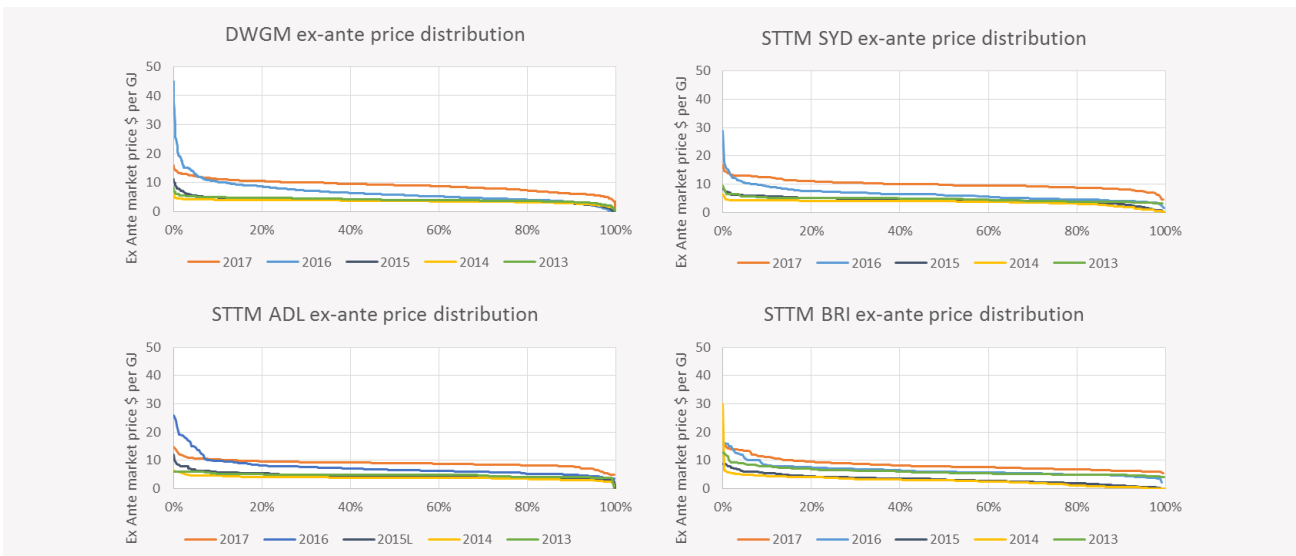 DWGM ex-ante price distribution
Ex Ante market price $ per GJ
50
40
30
20
10
0
0% 20% 40% 60% 80% 100%
2017 2016 2015 2014 2013
STTM SYD ex-ante price distribution
Ex Ante market price $ per GJ
50
40
30
20
10
0
0% 20% 40% 60% 80% 100%
2017 2016 2015 2014 2013
STTM ADL ex-ante price distribution
Ex Ante market price $ per GJ
50
40
30
20
10
0
0% 20% 40% 60% 80% 100%
2017 2016 2015L 2014 2013
STTM BRI ex-ante price distribution
Ex Ante market price $ per GJ
50
40
30
20
10
0
0% 20% 40% 60% 80% 100%
2017 2016 2015 2014 2013